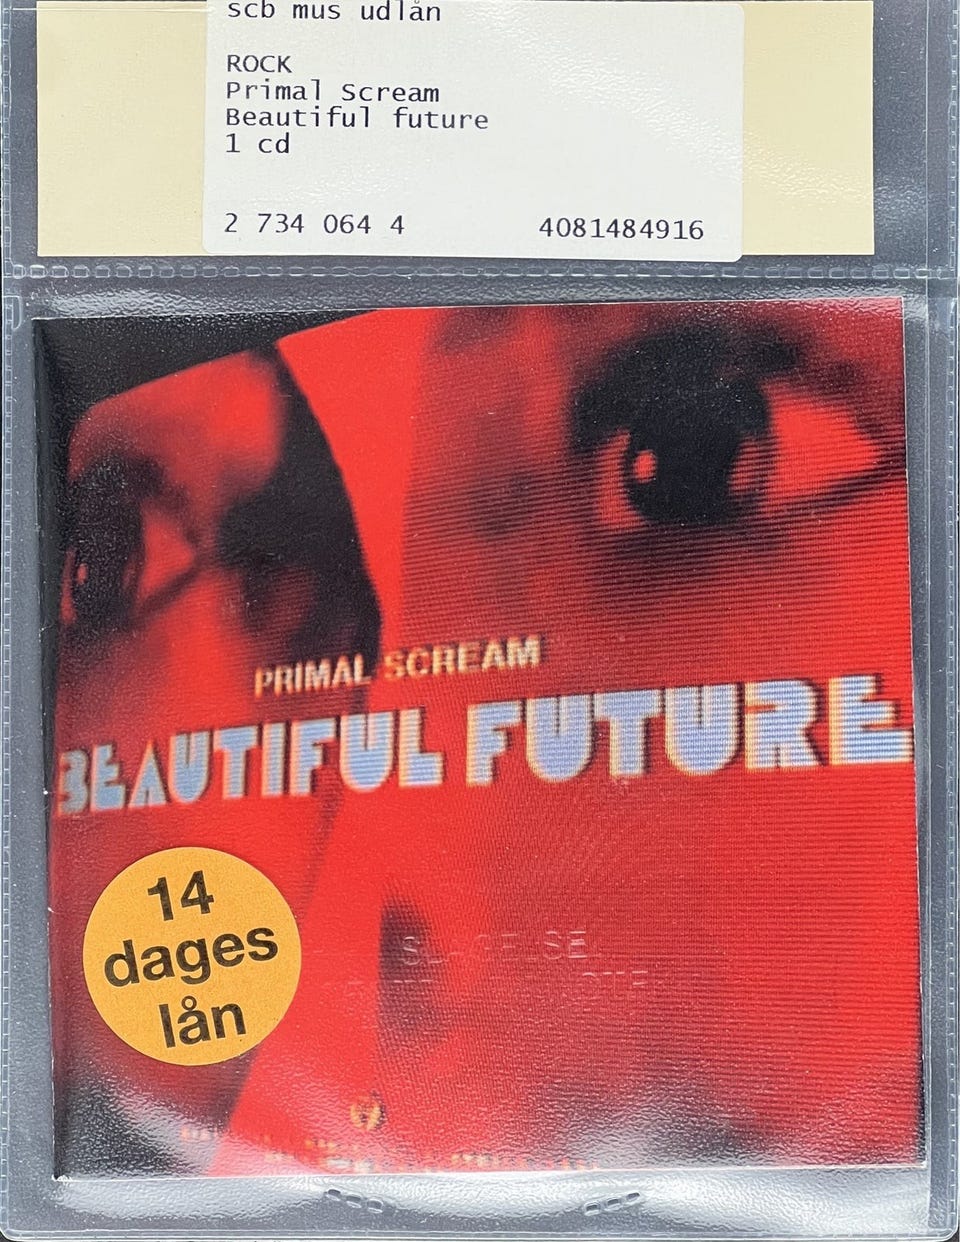 scb mus udlån
ROCK
Primal Scream
Beautiful future
1 cd
2 734 064 4 4081484916
PRIMAL SCREAM
BEAUTIFUL FUTURE
14
dages
lån